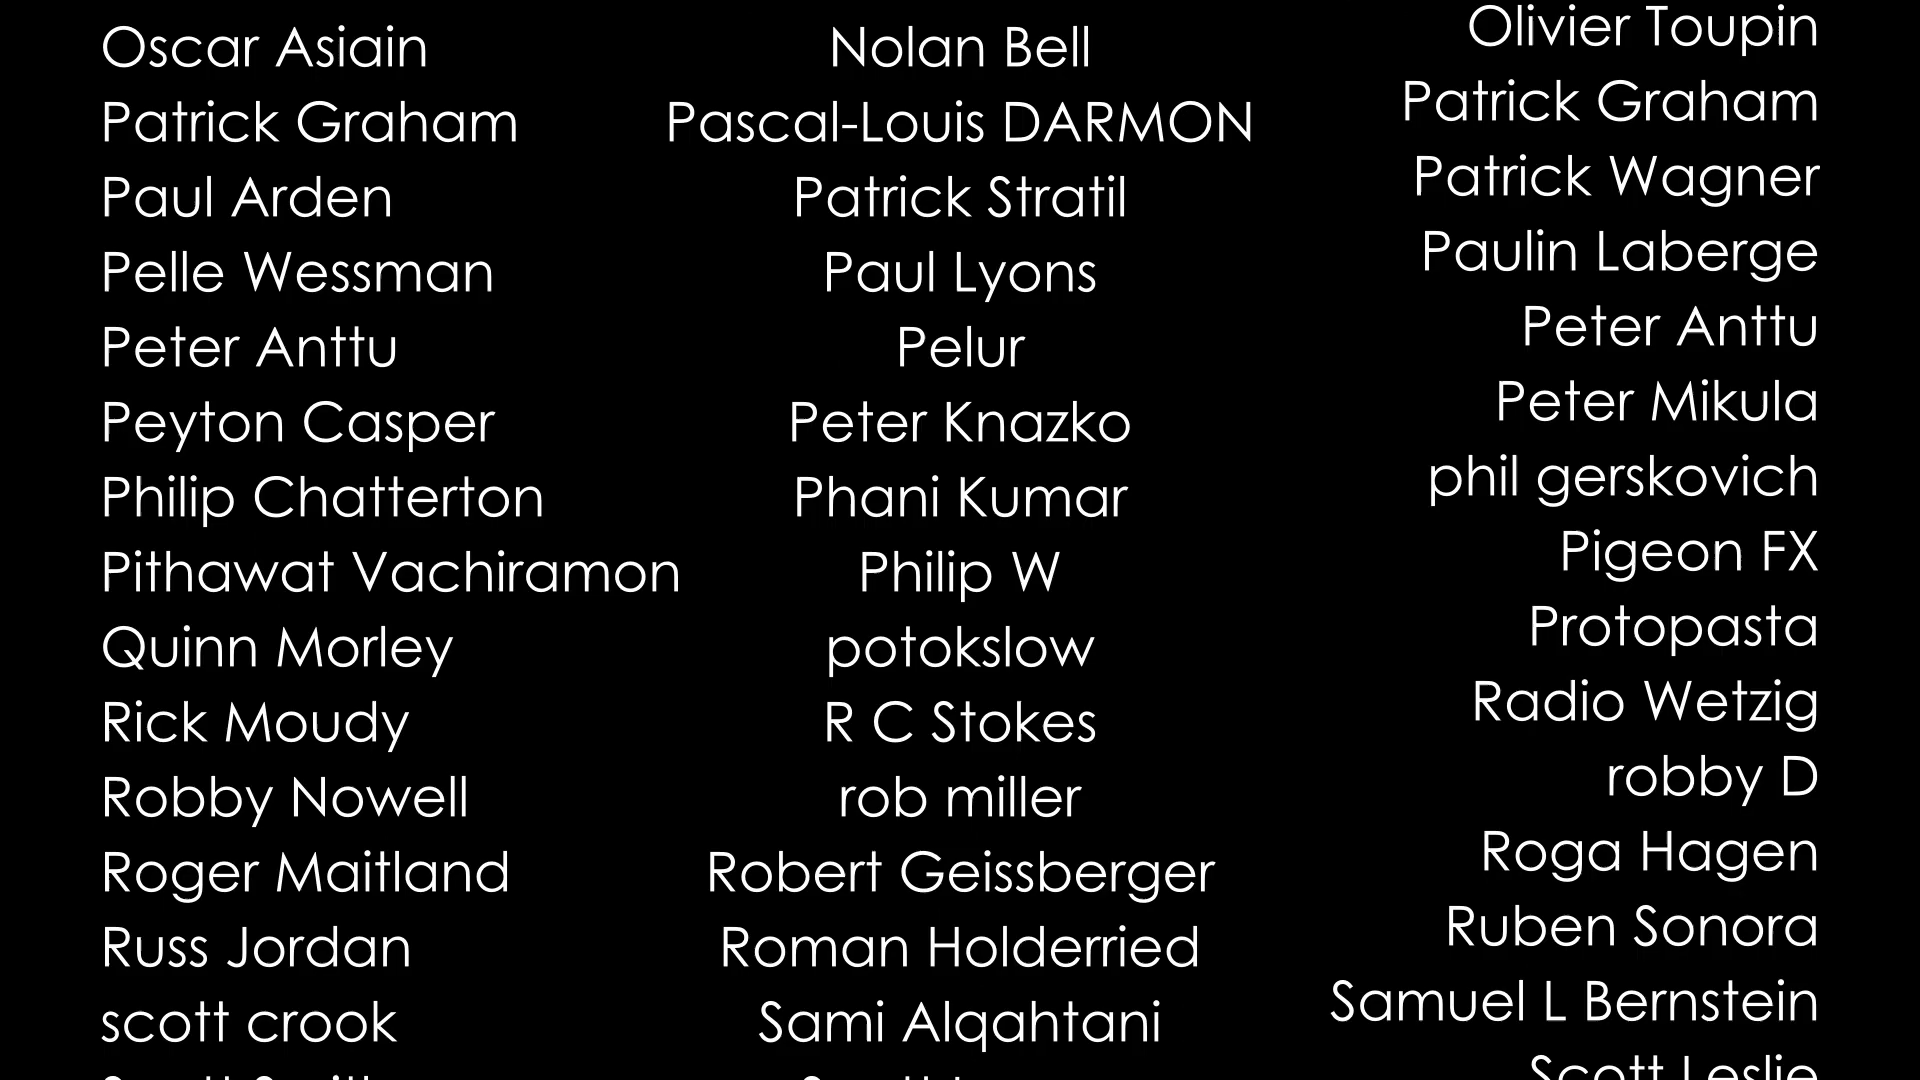 Oscar Asiain
Patrick Graham
Paul Arden
Pelle Wessman
Peter Anttu
Peyton Casper
Philip Chatterton
Pithawat Vachiramon
Quinn Morley
Rick Moudy
Robby Nowell
Roger Maitland
Russ Jordan
scott crook
Nolan Bell
Pascal-Louis DARMON
Patrick Stratil
Paul Lyons
Pelur
Peter Knazko
Phani Kumar
Philip W
potokslow
R C Stokes
rob miller
Robert Geissberger
Roman Holderried
Sami Alqahtani
Olivier Toupin
Patrick Graham
Patrick Wagner
Paulin Laberge
Peter Anttu
Peter Mikula
phil gerskovich
Pigeon FX
Protopasta
Radio Wetzig
robby D
Roga Hagen
Ruben Sonora
Samuel L Bernstein
Scott Leslie